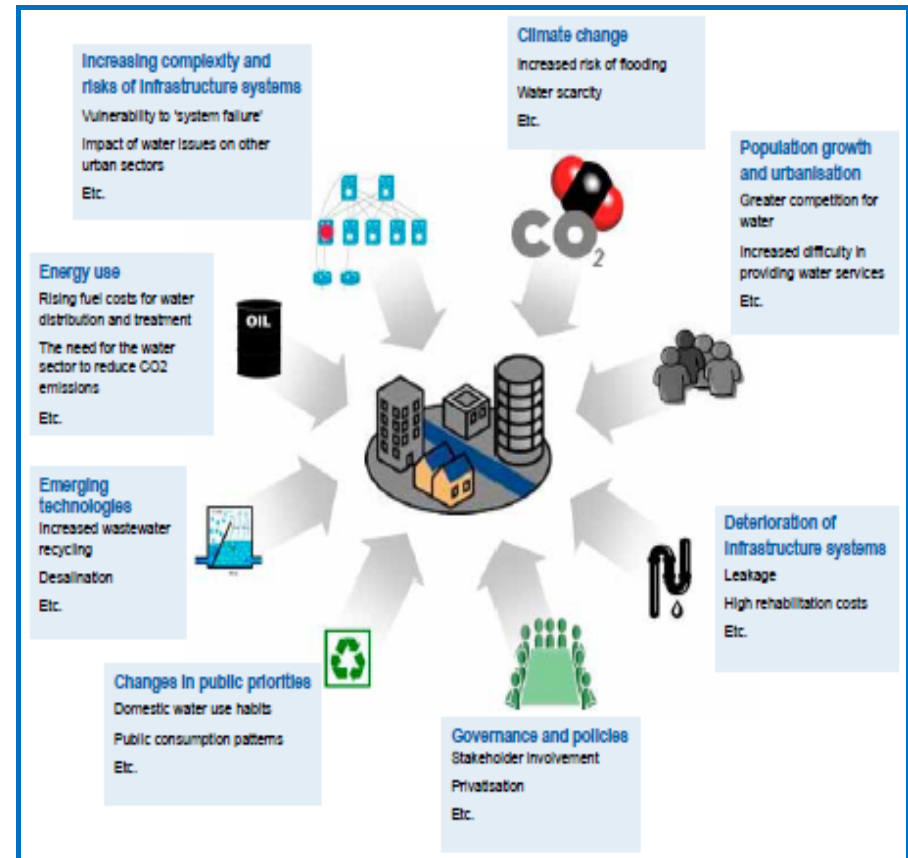 Climate change
Increased risk of flooding
Water scarcity
Etc.
Increasing complexity and
risks of infrastructure systems
Vulnerability to 'system failure'
Impact of water issues on other
urban sectors
Etc.
Population growth
and urbanisation
Greater competition for
water
Increased difficulty in
providing water services
Etc.
CO2
Energy use
Rising fuel costs for water
distribution and treatment
The need for the water
sector to reduce CO2
emissions
Etc.
OIL
Emerging
technologies
Increased wastewater
recycling
Desalination
Etc.
Deterioration of
infrastructure systems
Leakage
High rehabilitation costs
Etc.
Changes in public priorities
Domestic water use habits
Public consumption patterns
Etc.
Governance and policies
Stakeholder involvement
Privatisation
Etc.